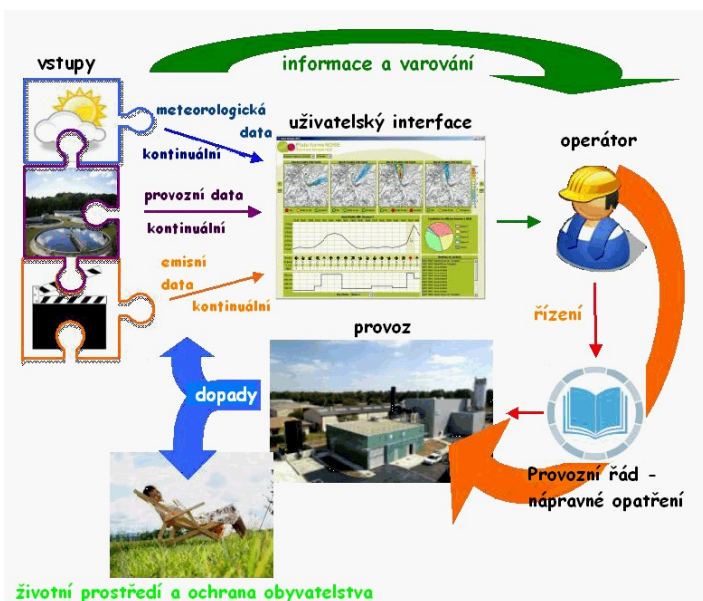 vstupy
informace a varování
meteorologická
data
kontinuální
uživatelský interface
operátor
provozní data
kontinuální
emisní
data
kontinuální
řízení
provoz
dopady
Provozní řád -
nápravné opatření
životní prostředí a ochrana obyvatelstva